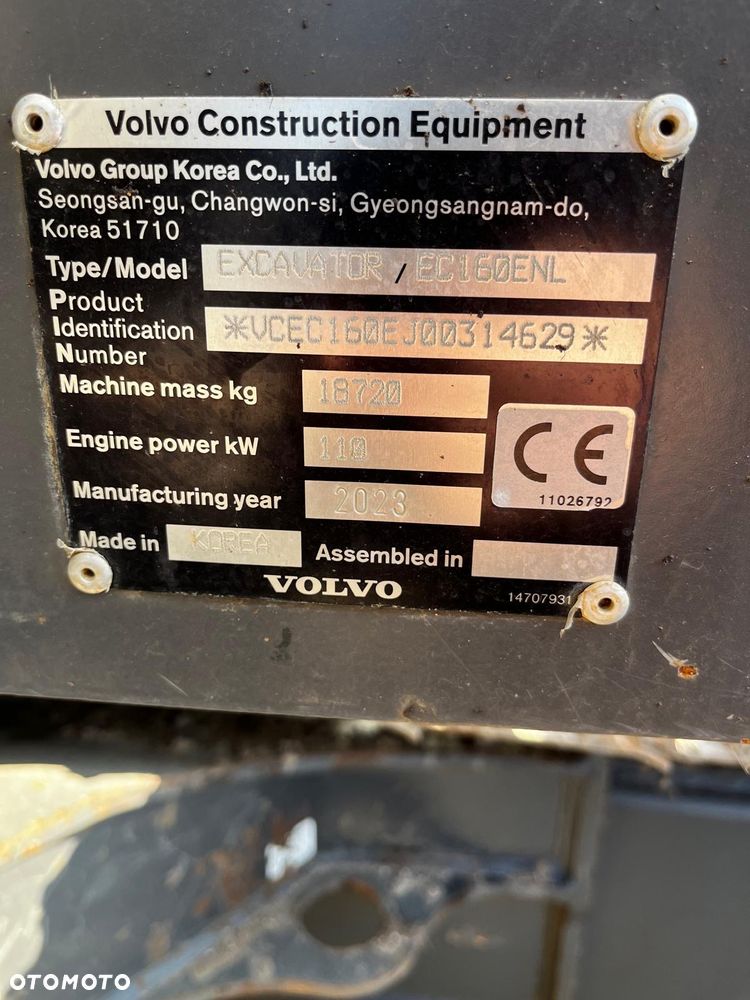 Volvo Construction Equipment
Volvo Group Korea Co., Ltd.
Seongsan-gu, Changwon-si, Gyeongsangnam-do,
Korea 51710
Type/Model EXCAVATOR / EC160ENL
Product
Identification *VCEC160EJ00314629*
Number
Machine mass kg 18720
Engine power kW 110
CE
11026792
Manufacturing year 2023
Made in KOREA Assembled in
VOLVO
14707931
OTOMOTO